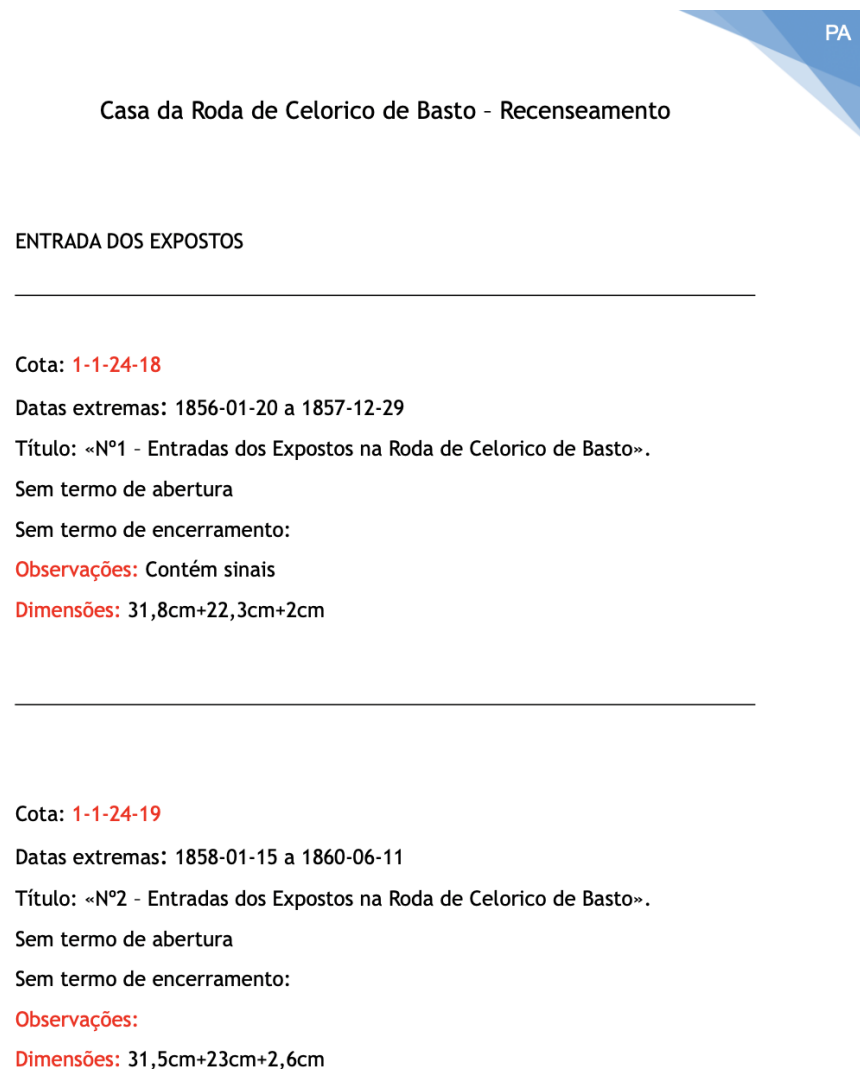 PA
Casa da Roda de Celorico de Basto – Recenseamento
ENTRADA DOS EXPOSTOS
Cota: 1-1-24-18
Datas extremas: 1856-01-20 a 1857-12-29
Título: «Nº1 – Entradas dos Expostos na Roda de Celorico de Basto».
Sem termo de abertura
Sem termo de encerramento:
Observações: Contém sinais
Dimensões: 31,8cm+22,3cm+2cm
Cota: 1-1-24-19
Datas extremas: 1858-01-15 a 1860-06-11
Título: «Nº2 – Entradas dos Expostos na Roda de Celorico de Basto».
Sem termo de abertura
Sem termo de encerramento:
Observações:
Dimensões: 31,5cm+23cm+2,6cm